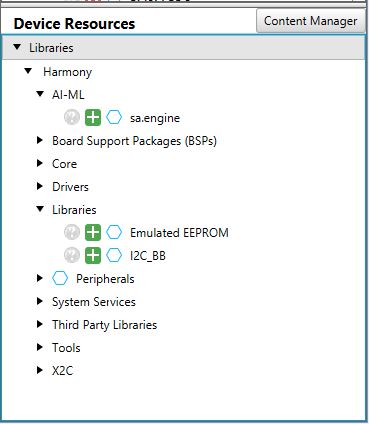 Device Resources
Content Manager
Libraries
Harmony
AI-ML
sa.engine
Board Support Packages (BSPs)
Core
Drivers
Libraries
Emulated EEPROM
I2C_BB
Peripherals
System Services
Third Party Libraries
Tools
X2C